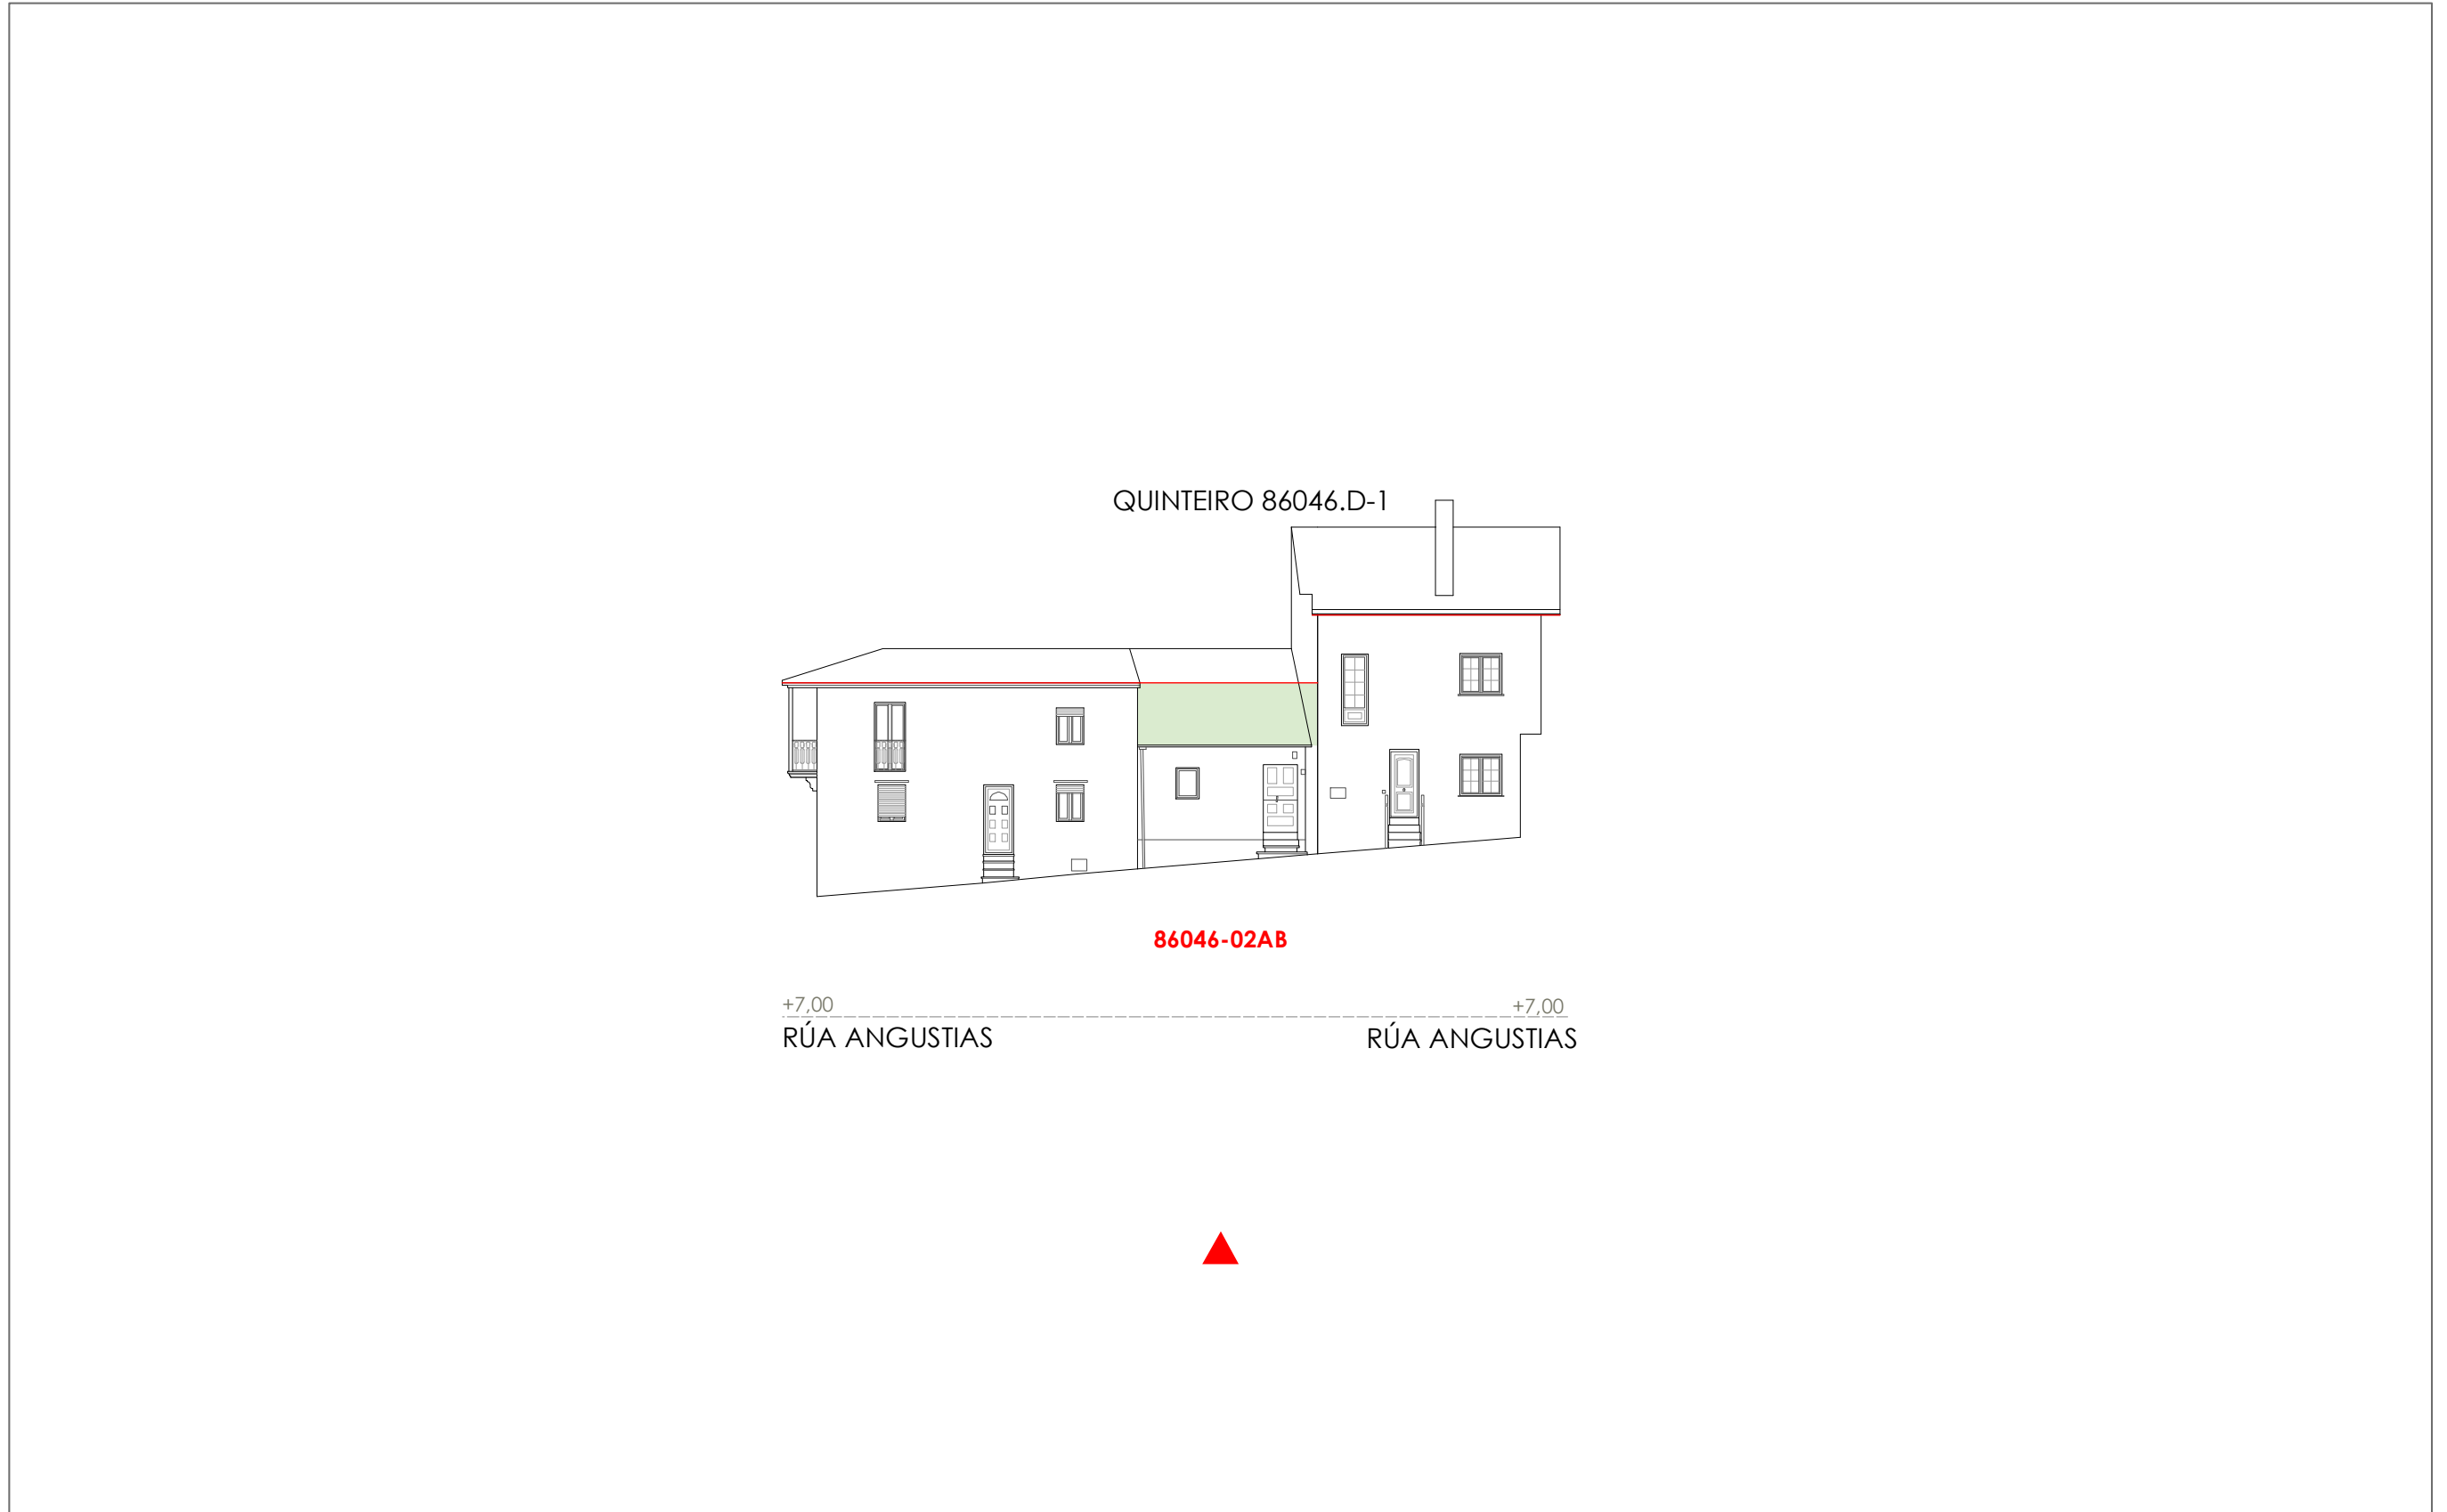 QUINTEIRO 86046.D-1
86046-02AB
+7,00 +7,00
RÚA ANGUSTIAS RÚA ANGUSTIAS